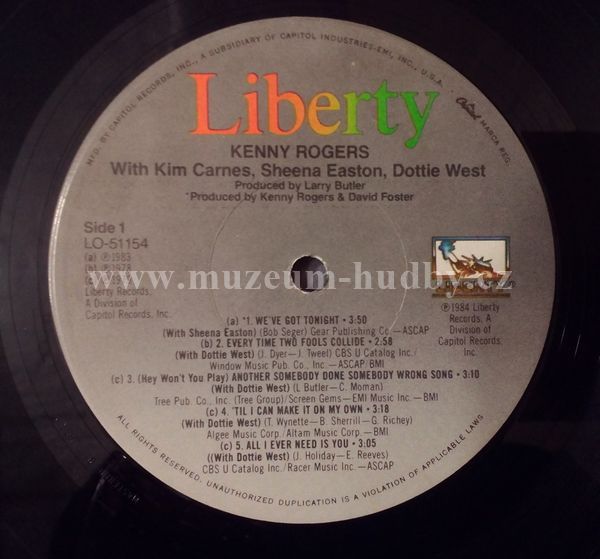 MFG. BY CAPITOL RECORDS, INC., A SUBSIDIARY OF CAPITOL INDUSTRIES-EMI, INC., U.S.A.
Capitol MARCA REG.
Liberty
KENNY ROGERS
With Kim Carnes, Sheena Easton, Dottie West
Produced by Larry Butler
*Produced by Kenny Rogers & David Foster
Side 1
LO-51154
(a) ℗1983
(b) ℗1978
(c)
Liberty Records,
A Division of
Capitol Records, Inc.
www.muzeum-hudby.cz
℗1984 Liberty
Records, A
Division of
Capitol Records,
Inc
(a) *1. WE'VE GOT TONIGHT • 3:50
(With Sheena Easton) (Bob Seger) Gear Publishing Co.—ASCAP
(b) 2. EVERY TIME TWO FOOLS COLLIDE • 2:58
(With Dottie West) (J. Dyer—J. Tweel) CBS U Catalog Inc./
Window Music Pub. Co., Inc.—ASCAP/BMI
(c) 3. (Hey Won't You Play) ANOTHER SOMEBODY DONE SOMEBODY WRONG SONG • 3:10
(With Dottie West) (L Butler—C. Moman)
Tree Pub. Co., Inc. (Tree Group)/Screen Gems—EMI Music Inc.—BMI
(c) 4. 'TIL I CAN MAKE IT ON MY OWN • 3:18
(With Dottie West) (T. Wynette—B. Sherrill—G. Richey)
Algee Music Corp./Altam Music Corp.—BMI
(c) 5. ALL I EVER NEED IS YOU • 3:05
((With Dottie West) (J. Holiday—E. Reeves)
CBS U Catalog Inc./Racer Music Inc.—ASCAP
ALL RIGHTS RESERVED. UNAUTHORIZED DUPLICATION IS A VIOLATION OF APPLICABLE LAWS